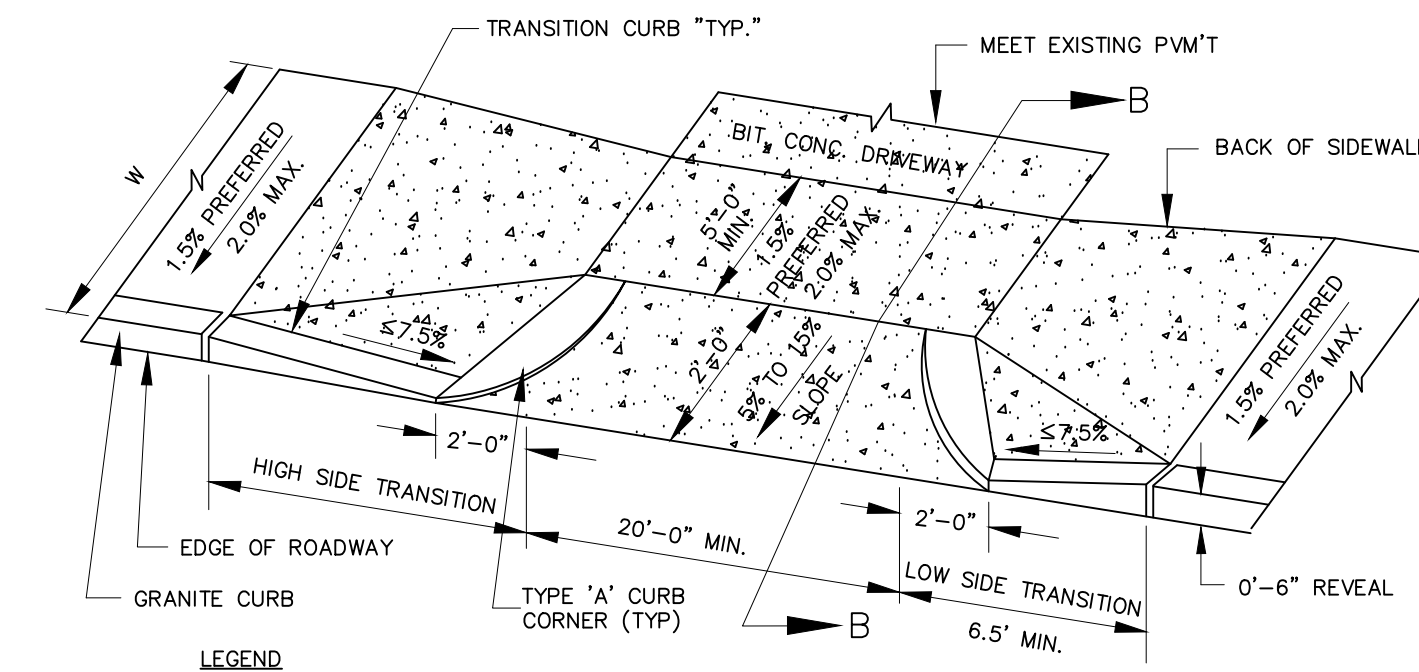 TRANSITION CURB "TYP."
MEET EXISTING PVM'T
B
BIT. CONC. DRIVEWAY
BACK OF SIDEWALK
W
1.5% PREFERRED
2.0% MAX.
5'-0"
MIN.
1.5%
PREFERRED
2.0% MAX.
≤7.5%
2'-0"
5% TO 15%
SLOPE
≤7.5%
1.5% PREFERRED
2.0% MAX.
2'-0"
HIGH SIDE TRANSITION
20'-0" MIN.
2'-0"
LOW SIDE TRANSITION
6.5' MIN.
EDGE OF ROADWAY
GRANITE CURB
TYPE 'A' CURB
CORNER (TYP)
B
0'-6" REVEAL
LEGEND